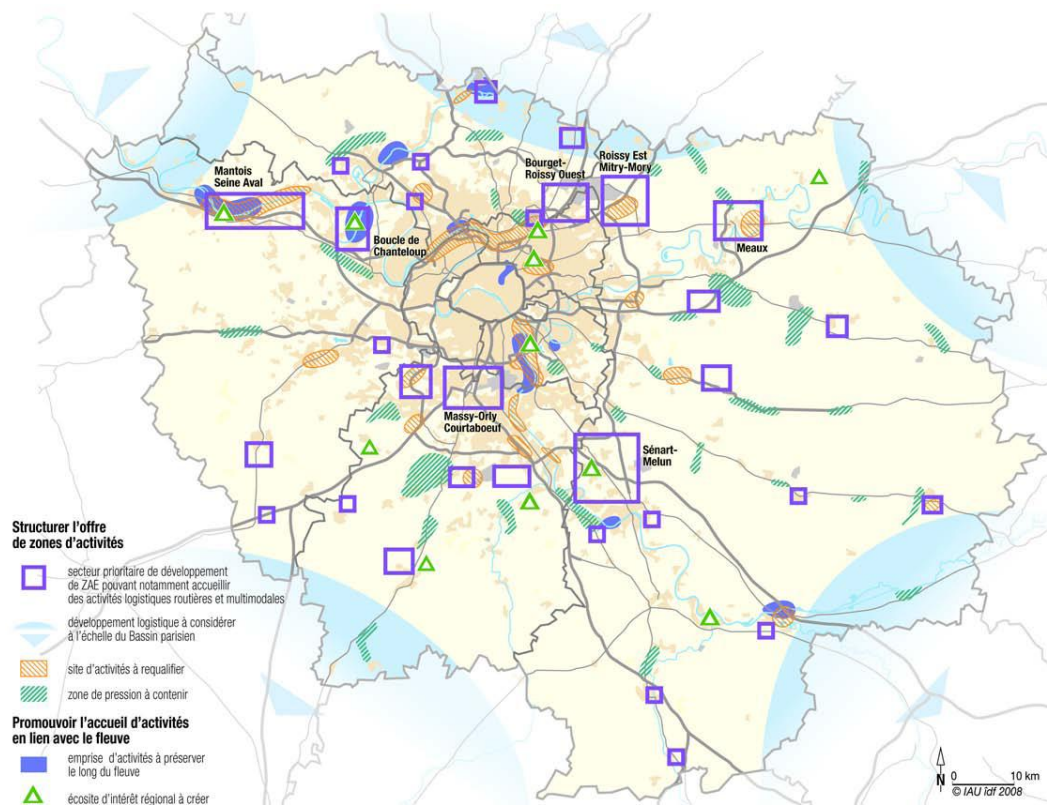 Mantois
Seine Aval
Boucle de
Chanteloup
Bourget-
Roissy Ouest
Roissy Est
Mitry-Mory
Meaux
Massy-Orly
Courtaboeuf
Sénart-
Melun
Structurer l'offre
de zones d'activités
secteur prioritaire de développement
de ZAE pouvant notamment accueillir
des activités logistiques routières et multimodales
développement logistique à considérer
à l'échelle du Bassin parisien
site d'activités à requalifier
zone de pression à contenir
Promouvoir l'accueil d'activités
en lien avec le fleuve
emprise d'activités à préserver
le long du fleuve
écosite d'intérêt régional à créer
N
0 10 km
© IAU îdf 2008